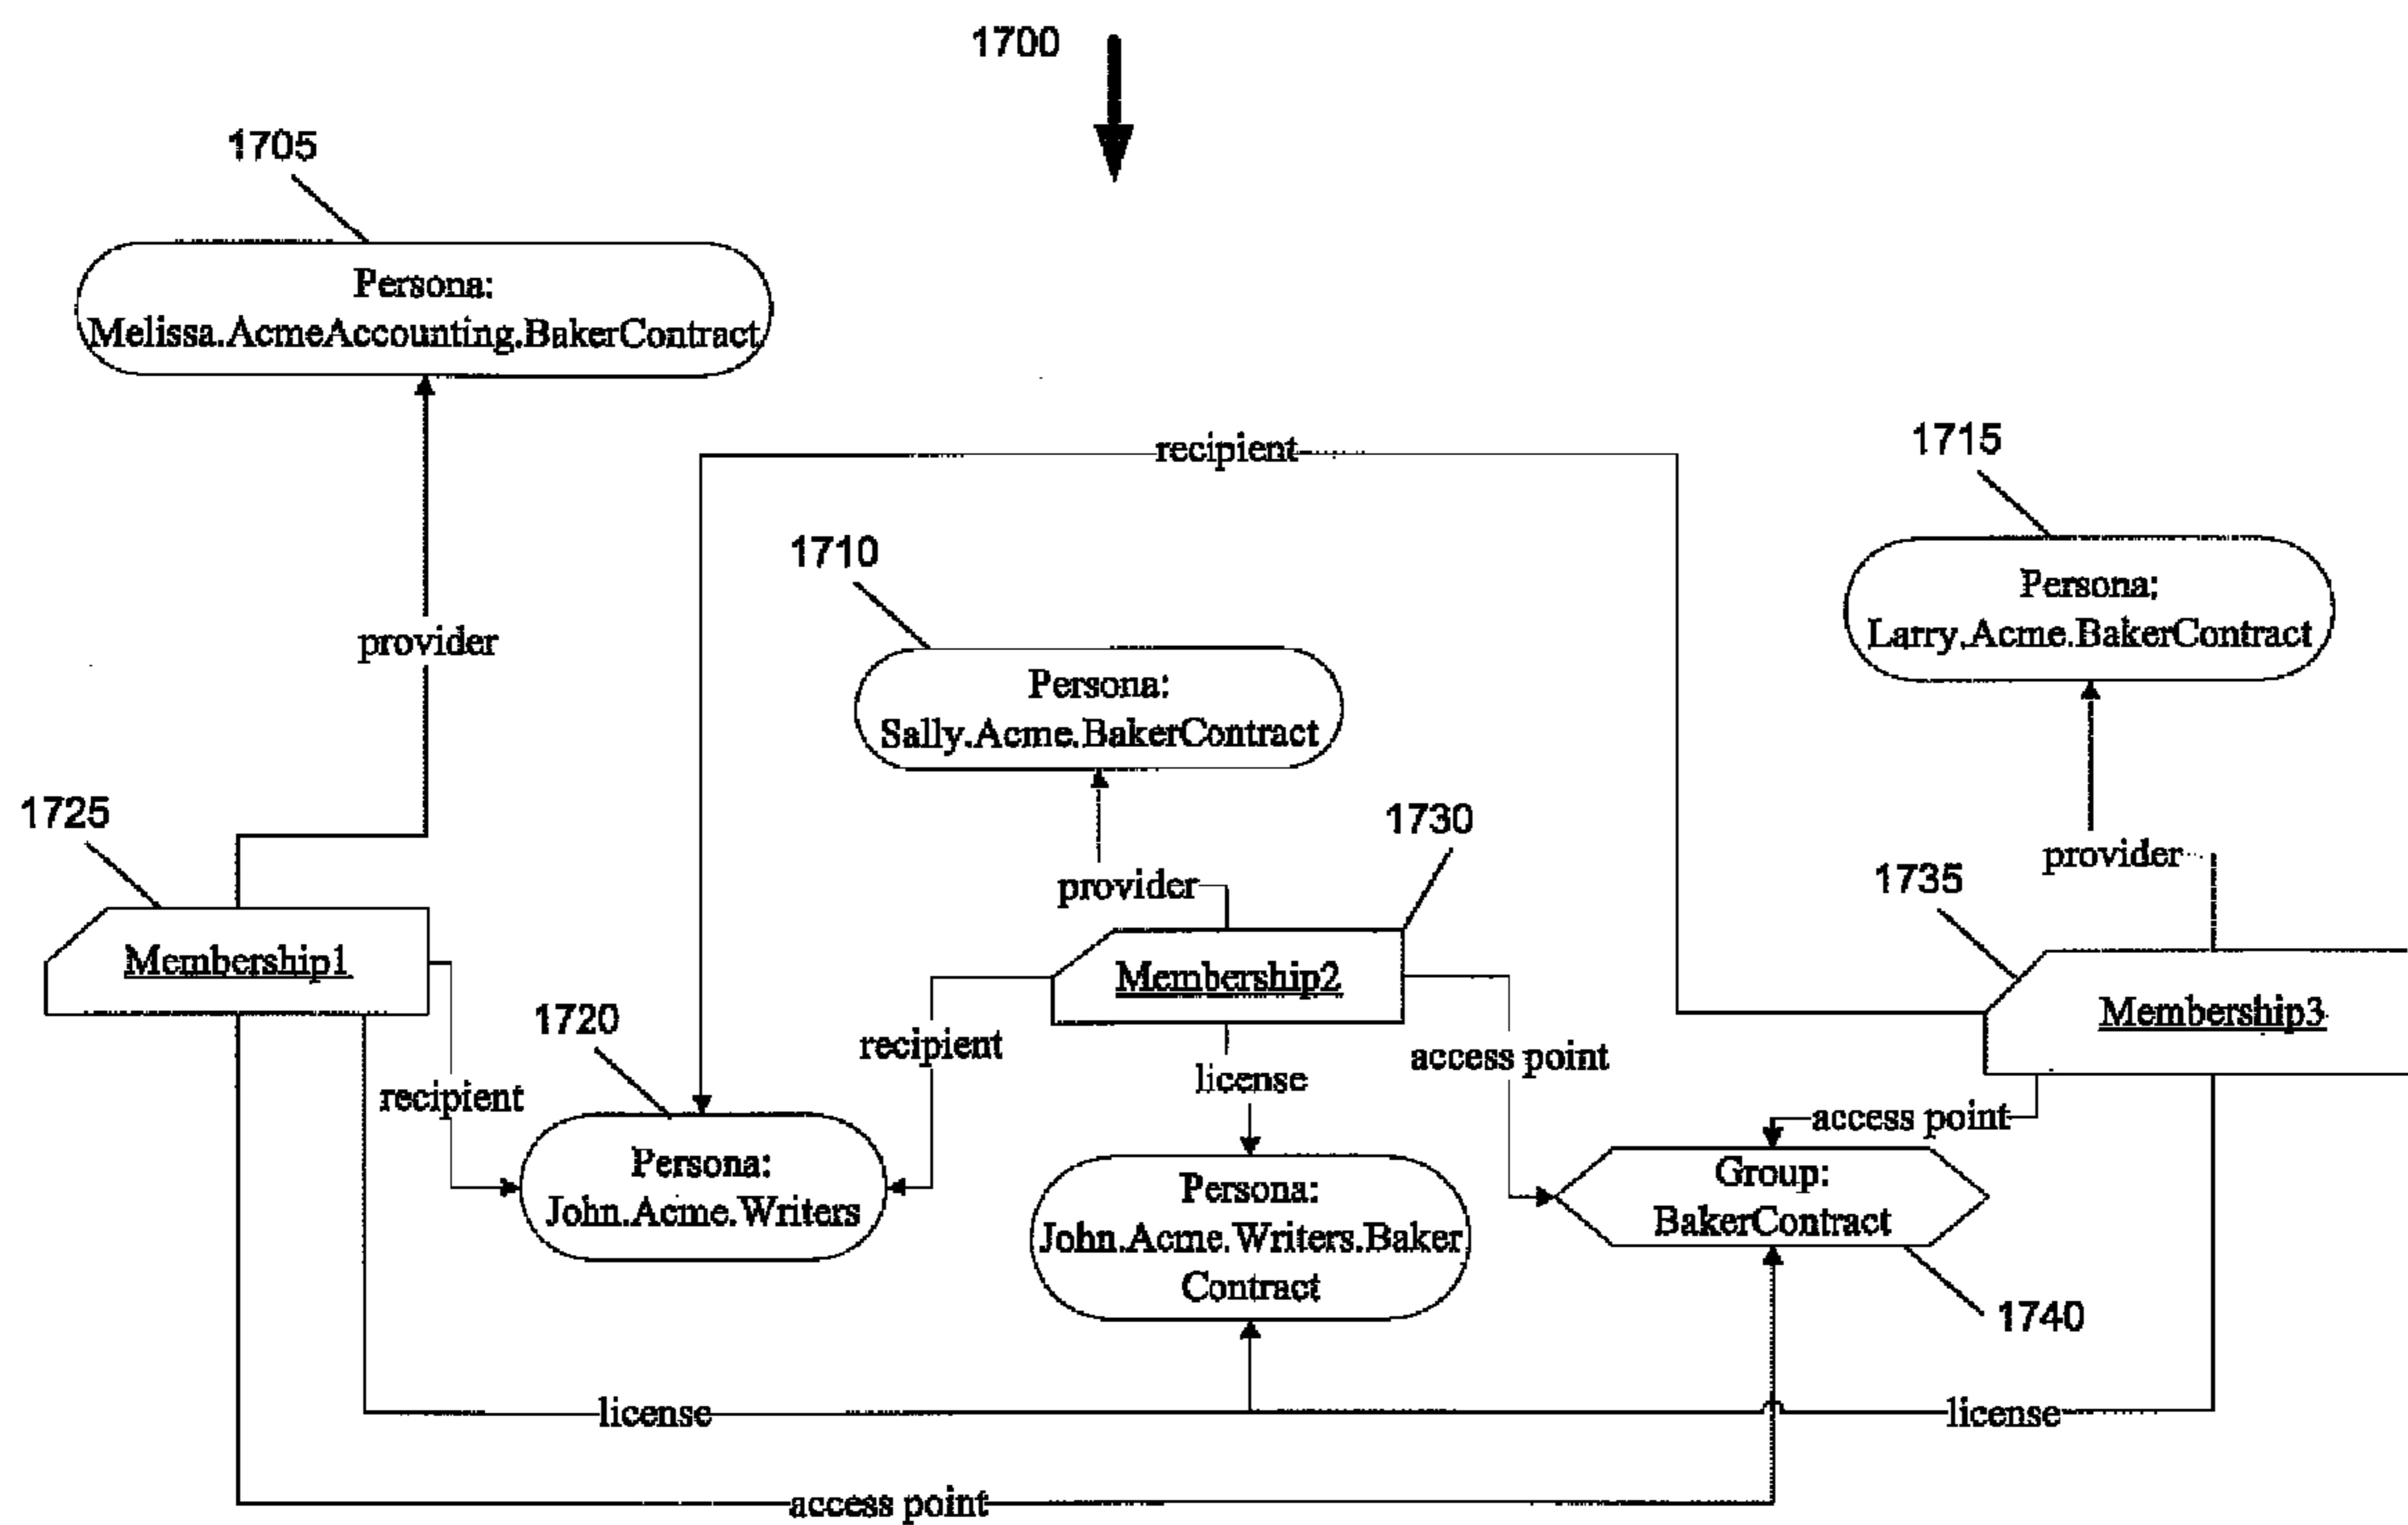 1700
1705
Persona:
Melissa.AcmeAccounting.BakerContract
recipient
1715
1710
Persona:
Larry.Acme.BakerContract
provider
Persona:
Sally.Acme.BakerContract
1725
1730
provider
1735
provider
Membership1
Membership2
Membership3
1720
recipient
access point
license
recipient
access point
Persona:
John.Acme.Writers
Persona:
John.Acme.Writers.Baker
Contract
Group:
BakerContract
1740
license
license
access point